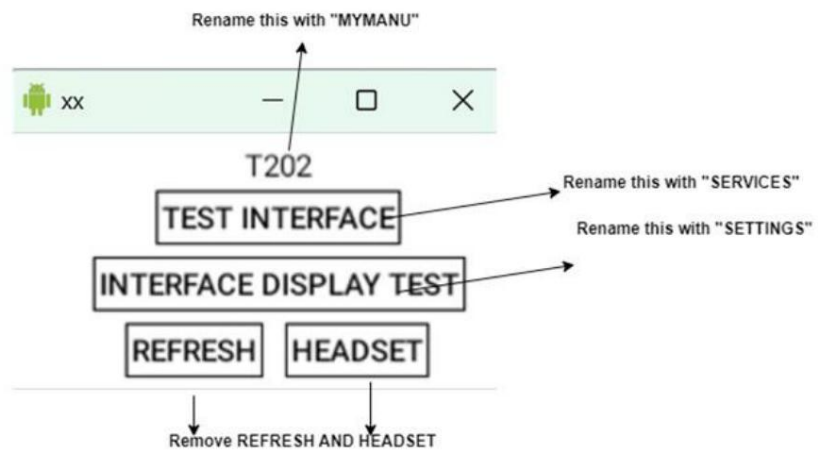 Rename this with "MYMANU"
xx
T202
TEST INTERFACE
Rename this with "SERVICES"
Rename this with "SETTINGS"
INTERFACE DISPLAY TEST
REFRESH HEADSET
Remove REFRESH AND HEADSET